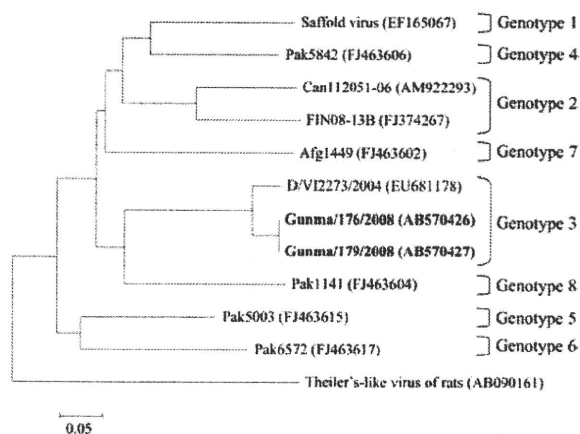 Saffold virus (EF165067) Genotype 1
Pak5842 (FJ463606) Genotype 4
Can112051-06 (AM922293)
Genotype 2
FIN08-13B (FJ374267)
Afg1449 (FJ463602) Genotype 7
D/VI2273/2004 (EU681178)
Gunma/176/2008 (AB570426) Genotype 3
Gunma/179/2008 (AB570427)
Pak1141 (FJ463604) Genotype 8
Pak5003 (FJ463615) Genotype 5
Pak6572 (FJ463617) Genotype 6
Theiler's-like virus of rats (AB090161)
0.05